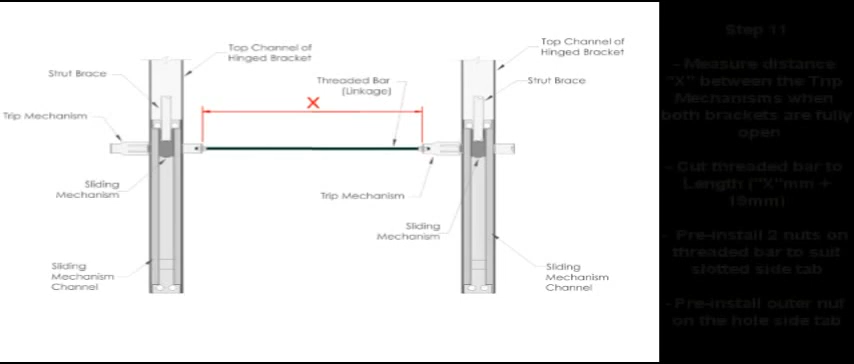 Top Channel of
Hinged Bracket
Strut Brace
Threaded Bar
(Linkage)
X
Trip Mechanism
Sliding
Mechanism
Sliding
Mechanism
Channel
Top Channel of
Hinged Bracket
Strut Brace
Trip Mechanism
Sliding
Mechanism
Sliding
Mechanism
Channel
Step 11
- Measure distance
"X" between the Trip
Mechanisms when
both brackets are fully
open
- Cut threaded bar to
Length ("X"mm +
19mm)
- Pre-install 2 nuts on
threaded bar to suit
slotted side tab
- Pre-install outer nut
on the hole side tab